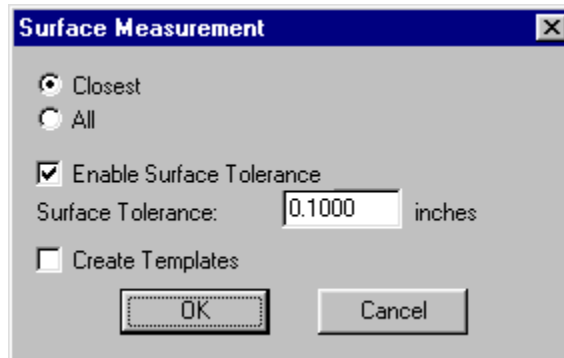 Surface Measurement
Closest
All
Enable Surface Tolerance
Surface Tolerance: 0.1000 inches
Create Templates
OK Cancel